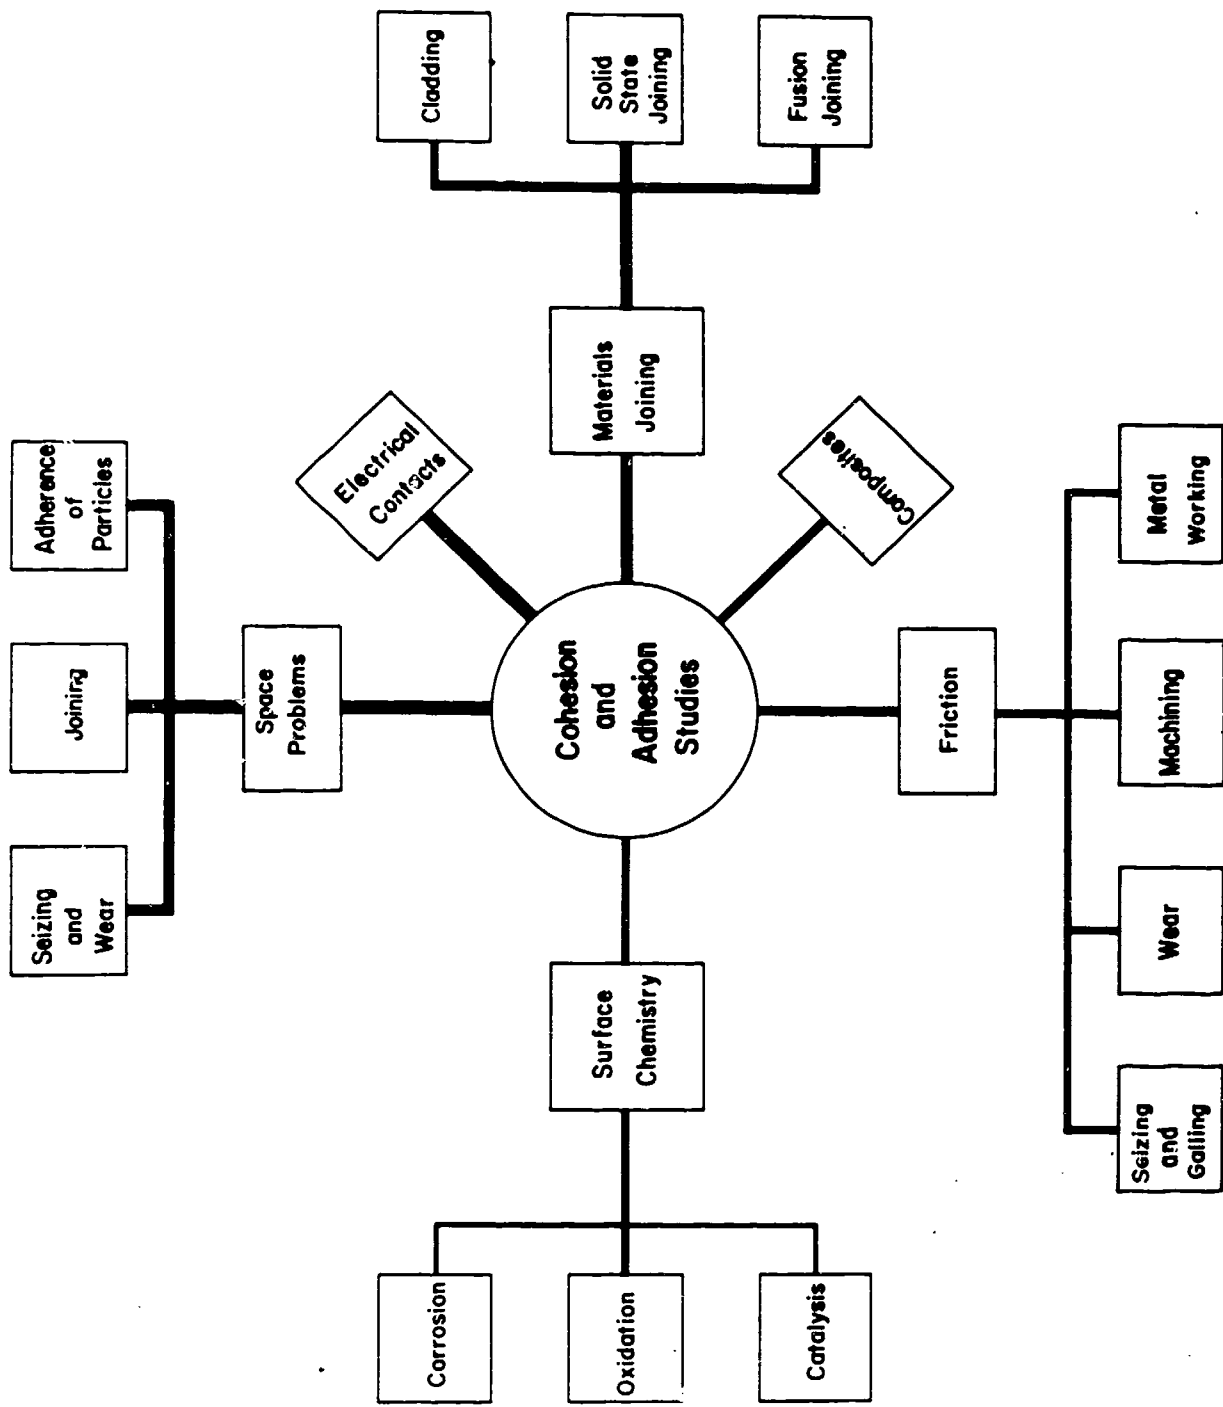 Seizing
and
Wear
Joining
Adherence
of
Particles
Space
Problems
Electrical
Contacts
Corrosion
Cladding
Oxidation
Surface
Chemistry
Cohesion
and
Adhesion
Studies
Materials
Joining
Solid
State
Joining
Catalysis
Composites
Fusion
Joining
Friction
Seizing
and
Galling
Wear
Machining
Metal
Working